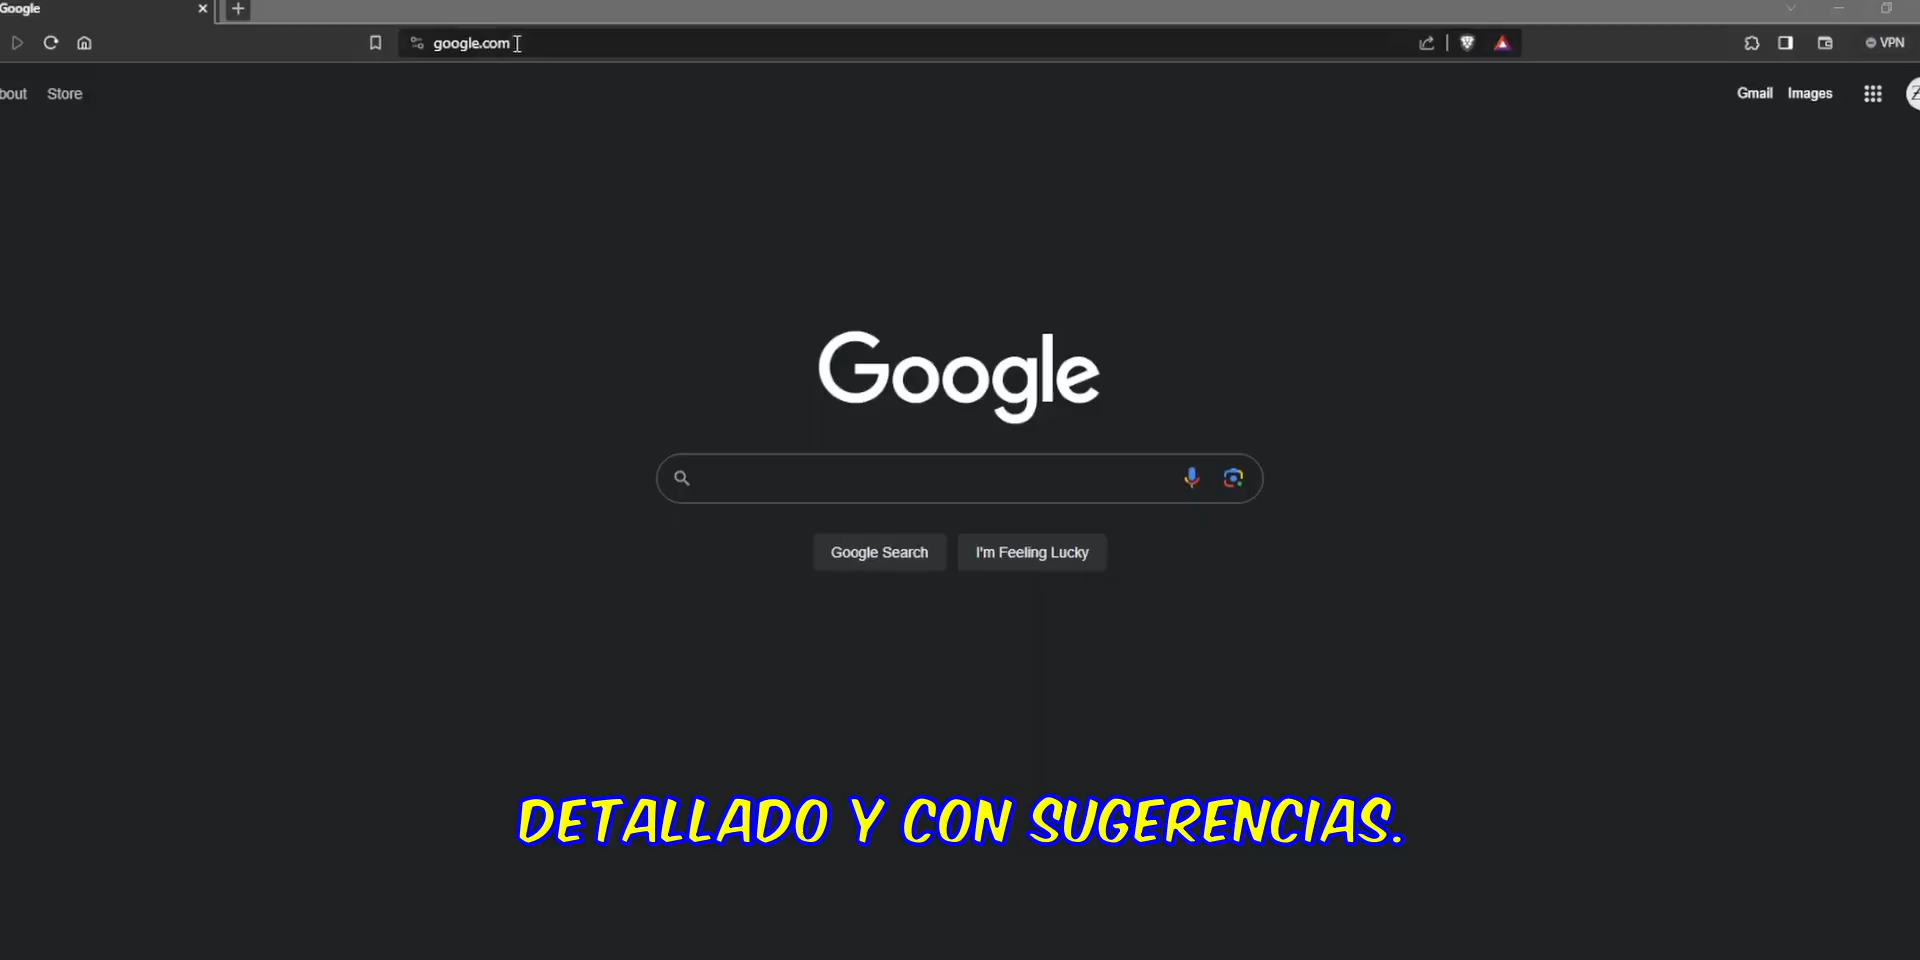 Google
google.com
VPN
bout Store
Gmail Images
Google
Google Search I'm Feeling Lucky
DETALLADO Y CON SUGERENCIAS.